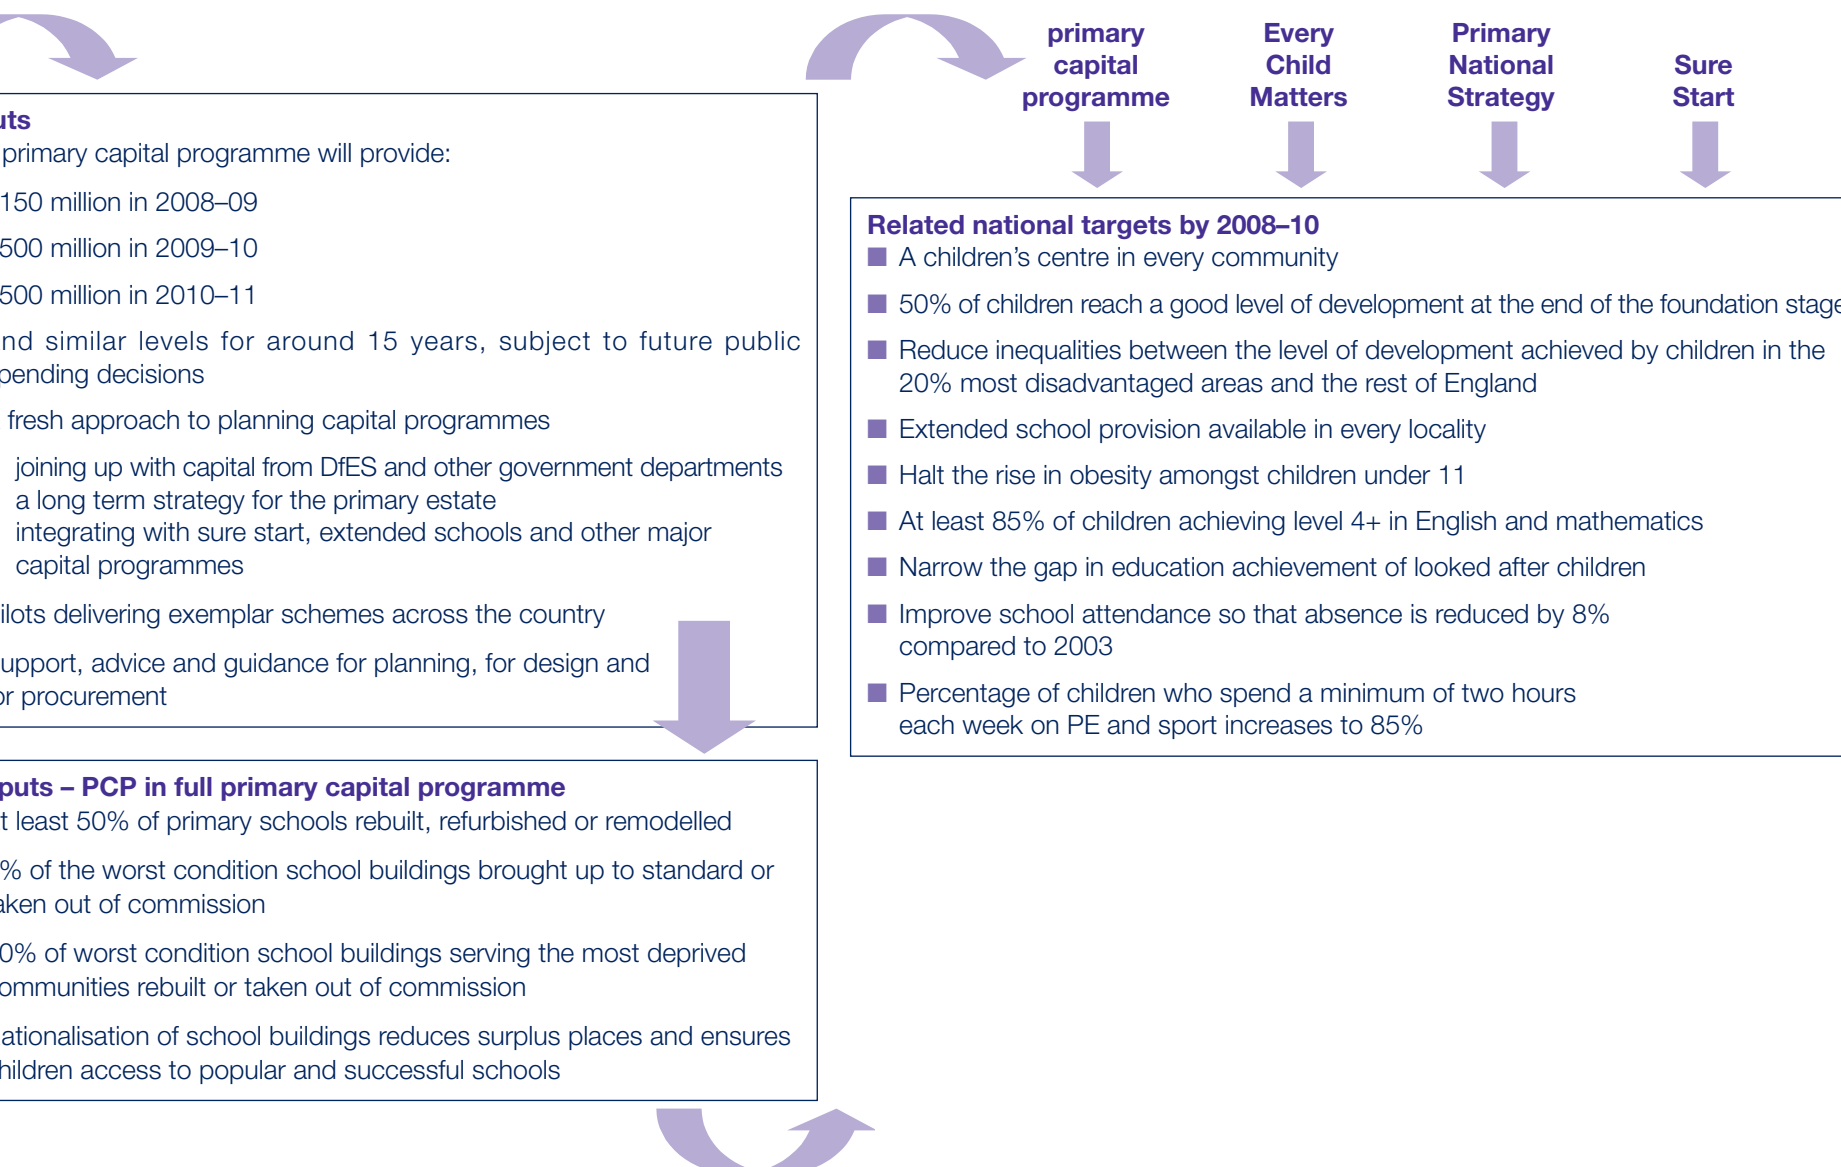 uts
primary capital programme will provide:
150 million in 2008–09
500 million in 2009–10
500 million in 2010–11
nd similar levels for around 15 years, subject to future public
pending decisions
fresh approach to planning capital programmes
joining up with capital from DfES and other government departments
a long term strategy for the primary estate
integrating with sure start, extended schools and other major
capital programmes
ilots delivering exemplar schemes across the country
upport, advice and guidance for planning, for design and
or procurement
puts – PCP in full primary capital programme
t least 50% of primary schools rebuilt, refurbished or remodelled
% of the worst condition school buildings brought up to standard or
aken out of commission
0% of worst condition school buildings serving the most deprived
ommunities rebuilt or taken out of commission
ationalisation of school buildings reduces surplus places and ensures
hildren access to popular and successful schools
primary
capital
programme
Every
Child
Matters
Primary
National
Strategy
Sure
Start
Related national targets by 2008–10
■ A children’s centre in every community
■ 50% of children reach a good level of development at the end of the foundation stage
■ Reduce inequalities between the level of development achieved by children in the
20% most disadvantaged areas and the rest of England
■ Extended school provision available in every locality
■ Halt the rise in obesity amongst children under 11
■ At least 85% of children achieving level 4+ in English and mathematics
■ Narrow the gap in education achievement of looked after children
■ Improve school attendance so that absence is reduced by 8%
compared to 2003
■ Percentage of children who spend a minimum of two hours
each week on PE and sport increases to 85%